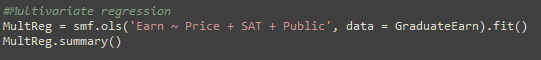 #Multivariate regression
MultReg = smf.ols('Earn ~ Price + SAT + Public', data = GraduateEarn).fit()
MultReg.summary()